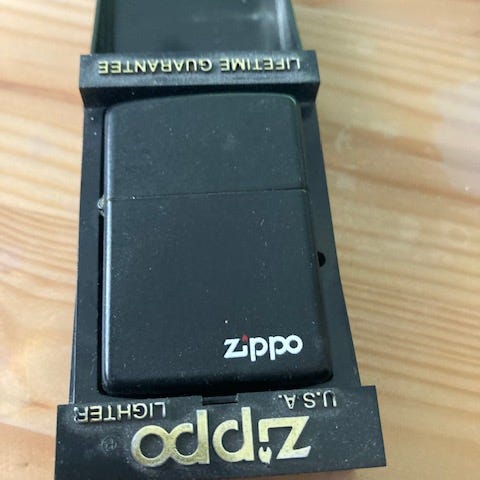 LIFETIME GUARANTEE
zippo
zippo®
LIGHTER
U.S.A.